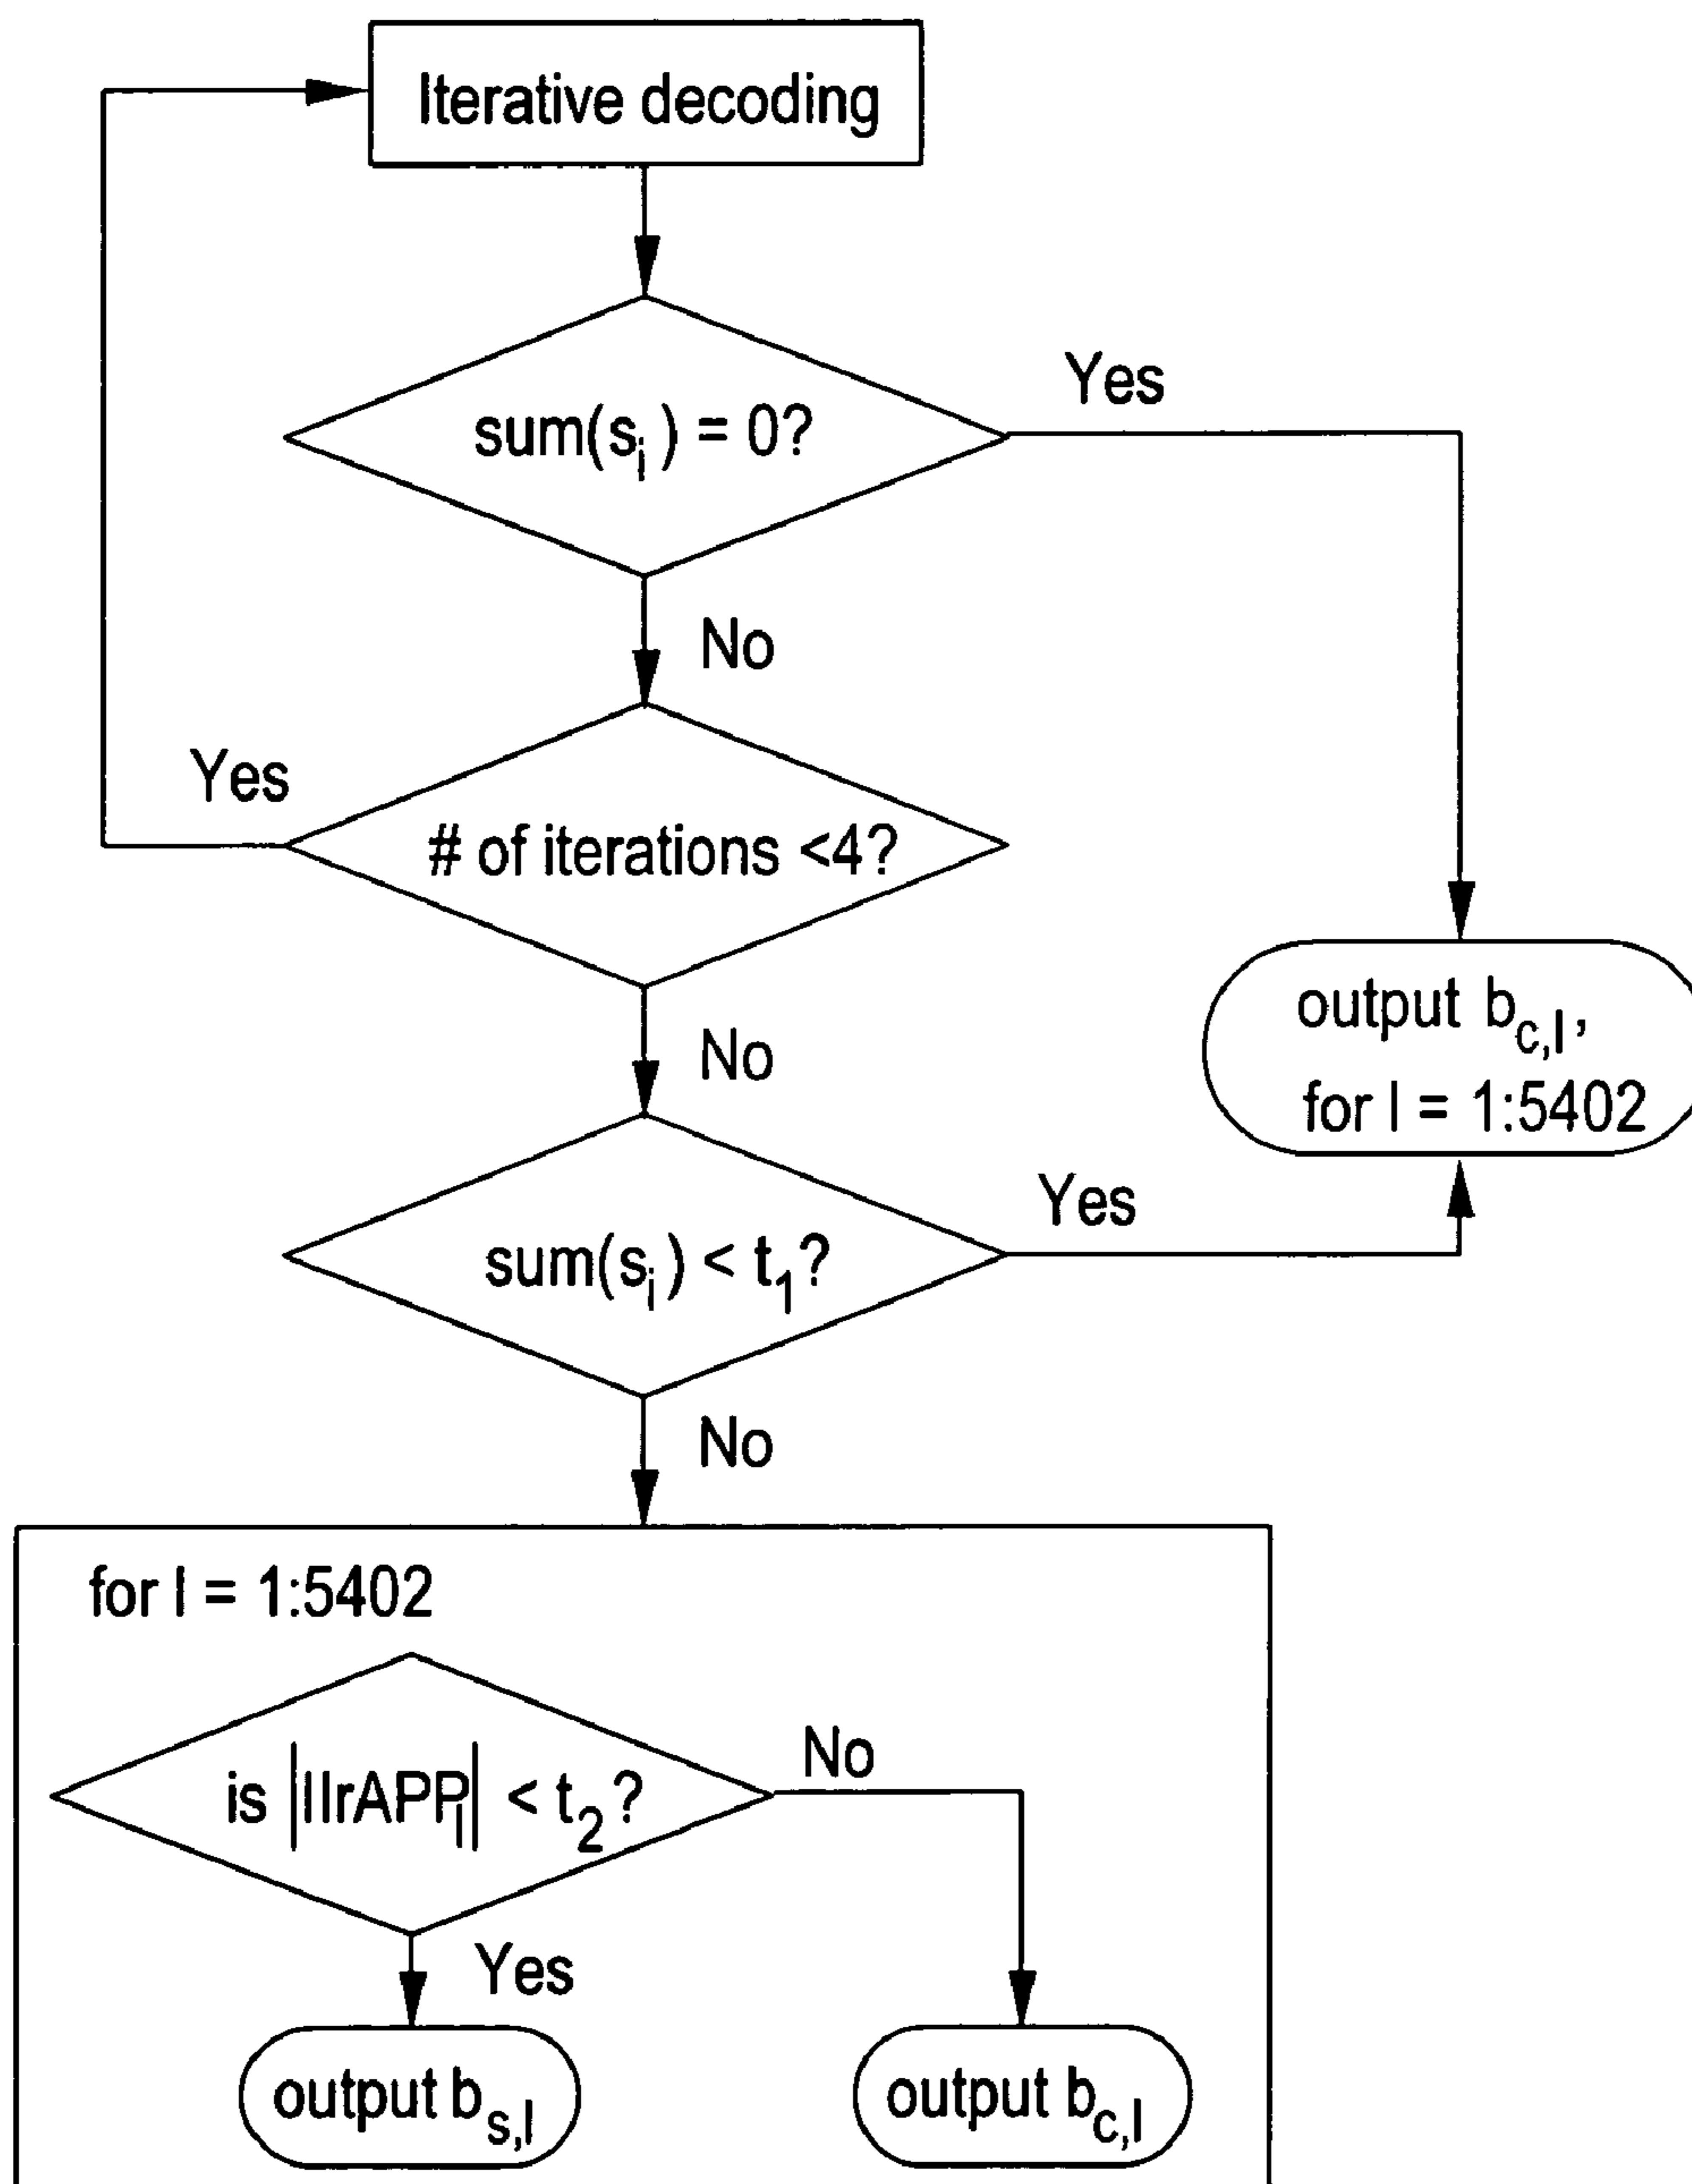 Iterative decoding
sum(s_i) = 0?
Yes
No
Yes
# of iterations <4?
No
output b_c,l,
for l = 1:5402
sum(s_i) < t_1?
Yes
No
for l = 1:5402
is |llrAPP_l| < t_2?
No
Yes
output b_s,l
output b_c,l